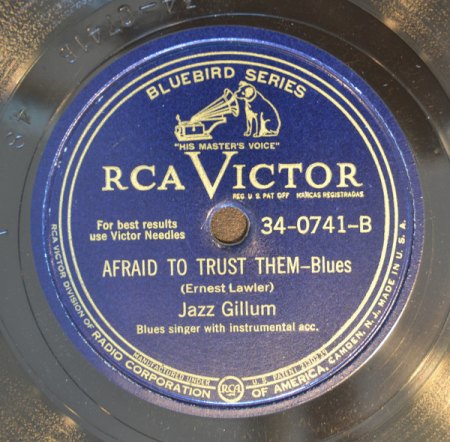 BLUEBIRD SERIES
"HIS MASTER'S VOICE"
RCA VICTOR
REG. U.S. PAT. OFF. MARCAS REGISTRADAS
For best results
use Victor Needles
34-0741-B
AFRAID TO TRUST THEM—Blues
(Ernest Lawler)
Jazz Gillum
Blues singer with instrumental acc.
MANUFACTURED UNDER RCA U.S. PATENT
RCA VICTOR DIVISION OF RADIO CORPORATION OF AMERICA, CAMDEN, N.J. MADE IN U.S.A.